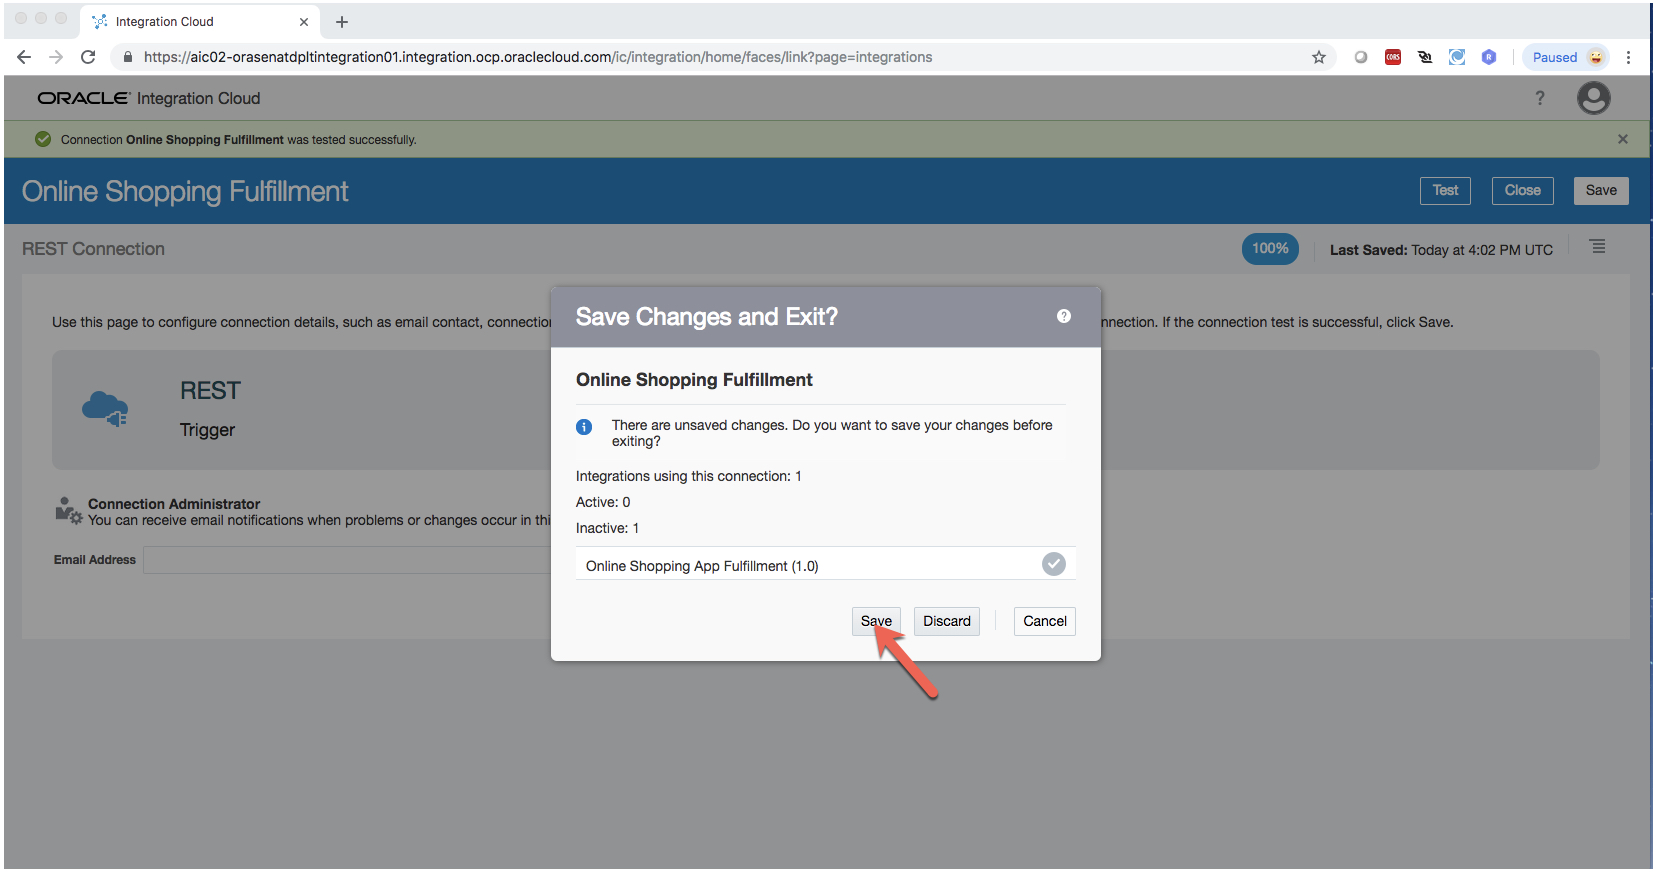 Integration Cloud
https://aic02-orasenatdpltintegration01.integration.ocp.oraclecloud.com/ic/integration/home/faces/link?page=integrations
CORS
R
Paused
ORACLE Integration Cloud
?
Connection Online Shopping Fulfillment was tested successfully.
Online Shopping Fulfillment
Test
Close
Save
REST Connection
100%
Last Saved: Today at 4:02 PM UTC
Use this page to configure connection details, such as email contact, connection
nnection. If the connection test is successful, click Save.
REST
Trigger
Connection Administrator
You can receive email notifications when problems or changes occur in thi
Email Address
Save Changes and Exit?
?
Online Shopping Fulfillment
There are unsaved changes. Do you want to save your changes before
exiting?
Integrations using this connection: 1
Active: 0
Inactive: 1
Online Shopping App Fulfillment (1.0)
Save
Discard
Cancel